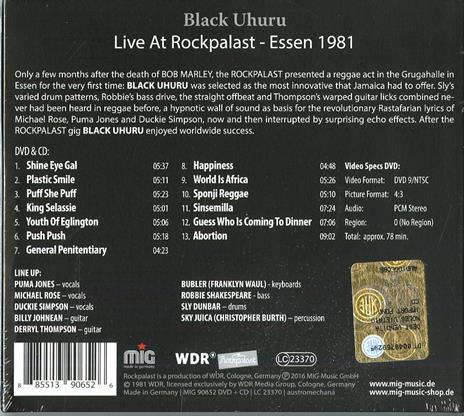 Black Uhuru
Live At Rockpalast - Essen 1981
Only a few months after the death of BOB MARLEY, the ROCKPALAST presented a reggae act in the Grugahalle in
Essen for the very first time: BLACK UHURU was selected as the most innovative that Jamaica had to offer. Sly's
varied drum patterns, Robbie's bass drive, the straight offbeat and Thompson's warped guitar licks combined ne-
ver had been heard in reggae before, a hypnotic wall of sound as basis for the revolutionary Rastafarian lyrics of
Michael Rose, Puma Jones and Duckie Simpson, now and then interrupted by surprising echo effects. After the
ROCKPALAST gig BLACK UHURU enjoyed worldwide success.
DVD & CD:
1. Shine Eye Gal 05:37
2. Plastic Smile 05:11
3. Puff She Puff 05:23
4. King Selassie 05:01
5. Youth Of Eglington 05:07
6. Push Push 05:18
7. General Penitentiary 04:23
8. Happiness 04:48
9. World Is Africa 05:26
10. Sponji Reggae 05:10
11. Sinsemilla 07:24
12. Guess Who Is Coming To Dinner 07:06
13. Abortion 09:02
Video Specs DVD:
Video Format: DVD 9/NTSC
Picture Format: 4:3
Audio: PCM Stereo
Region: 0 (No Region)
Total: approx. 78 min.
LINE UP:
PUMA JONES – vocals
MICHAEL ROSE – vocals
DUCKIE SIMPSON – vocals
BILLY JOHNEAN – guitar
DERRYL THOMPSON – guitar
BUBLER (FRANKLYN WAUL) - keyboards
ROBBIE SHAKESPEARE - bass
SLY DUNBAR – drums
SKY JUICA (CHRISTOPHER BURTH) – percussion
8 85513 90652 6
MIG
made in germany
WDR
Rockpalast
LC 23370
Rockpalast is a production of WDR, Cologne, Germany Ⓟ 2016 MIG-Music GmbH
© 1981 WDR, licensed exclusively by WDR Media Group, Cologne, Germany
Made in Germany | MIG 90652 DVD + CD | LC 23370 | austromechana
www.mig-music.de
www.mig-music-shop.de